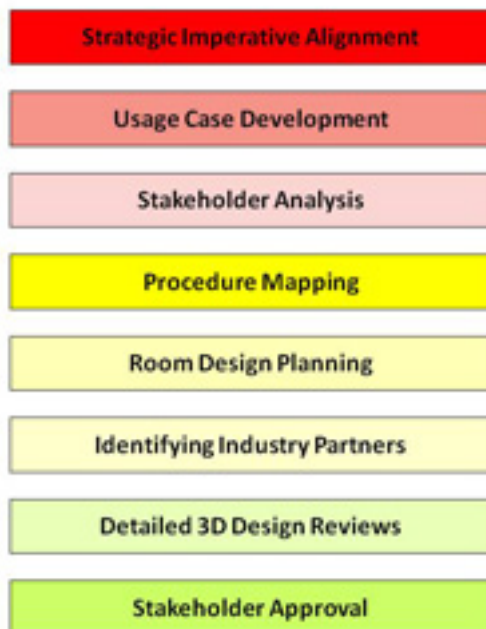 Strategic Imperative Alignment
Usage Case Development
Stakeholder Analysis
Procedure Mapping
Room Design Planning
Identifying Industry Partners
Detailed 3D Design Reviews
Stakeholder Approval